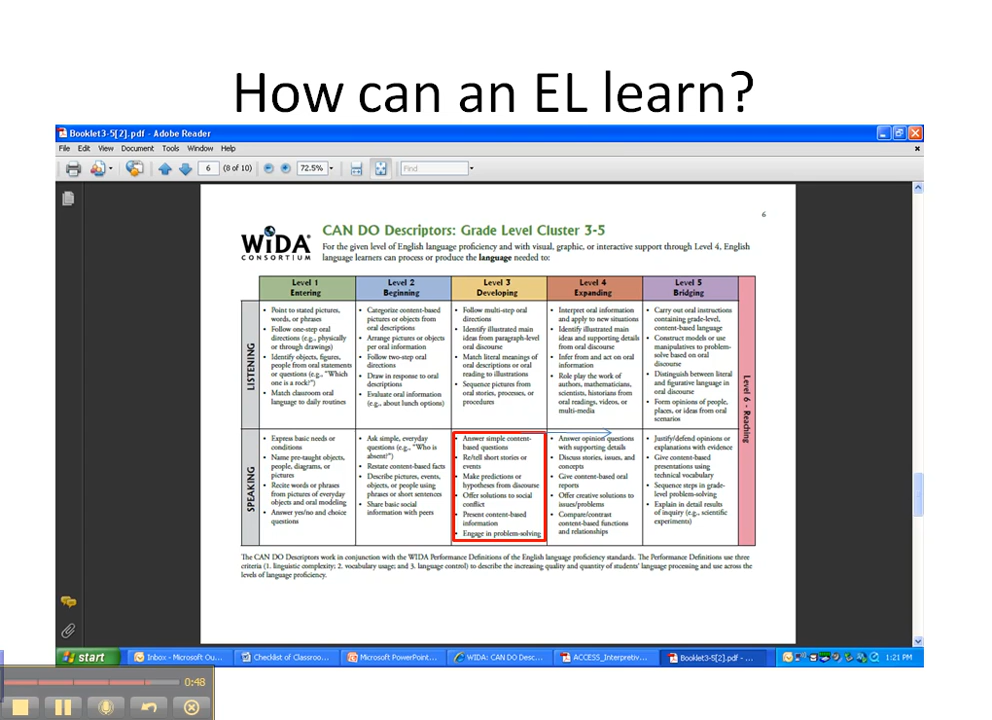 How can an EL learn?
Booklet3-5[2].pdf - Adobe Reader
File Edit View Document Tools Window Help
6 (8 of 10) 72.5% Find
6
WIDA
CONSORTIUM
CAN DO Descriptors: Grade Level Cluster 3-5
For the given level of English language proficiency and with visual, graphic, or interactive support through Level 4, English
language learners can process or produce the language needed to:
Level 1
Entering
Level 2
Beginning
Level 3
Developing
Level 4
Expanding
Level 5
Bridging
LISTENING
• Point to stated pictures,
words, or phrases
• Follow one-step oral
directions (e.g., physically
or through drawings)
• Identify objects, figures,
people from oral statements
or questions (e.g., "Which
one is a rock?")
• Match classroom oral
language to daily routines
• Categorize content-based
pictures or objects from
oral descriptions
• Arrange pictures or objects
per oral information
• Follow two-step oral
directions
• Draw in response to oral
descriptions
• Evaluate oral information
(e.g., about lunch options)
• Follow multi-step oral
directions
• Identify illustrated main
ideas from paragraph-level
oral discourse
• Match literal meanings of
oral descriptions or oral
reading to illustrations
• Sequence pictures from
oral stories, processes, or
procedures
• Interpret oral information
and apply to new situations
• Identify illustrated main
ideas and supporting details
from oral discourse
• Infer from and act on oral
information
• Role play the work of
authors, mathematicians,
scientists, historians from
oral readings, videos, or
multi-media
• Carry out oral instructions
containing grade-level,
content-based language
• Construct models or use
manipulatives to problem-
solve based on oral
discourse
• Distinguish between literal
and figurative language in
oral discourse
• Form opinions of people,
places, or ideas from oral
scenarios
Level 6 - Reaching
SPEAKING
• Express basic needs or
conditions
• Name pre-taught objects,
people, diagrams, or
pictures
• Recite words or phrases
from pictures of everyday
objects and oral modeling
• Answer yes/no and choice
questions
• Ask simple, everyday
questions (e.g., "Who is
absent?")
• Restate content-based facts
• Describe pictures, events,
objects, or people using
phrases or short sentences
• Share basic social
information with peers
• Answer simple content-
based questions
• Re/tell short stories or
events
• Make predictions or
hypotheses from discourse
• Offer solutions to social
conflict
• Present content-based
information
• Engage in problem-solving
• Answer opinion questions
with supporting details
• Discuss stories, issues, and
concepts
• Give content-based oral
reports
• Offer creative solutions to
issues/problems
• Compare/contrast
content-based functions
and relationships
• Justify/defend opinions or
explanations with evidence
• Give content-based
presentations using
technical vocabulary
• Sequence steps in grade-
level problem-solving
• Explain in detail results
of inquiry (e.g., scientific
experiments)
The CAN DO Descriptors work in conjunction with the WIDA Performance Definitions of the English language proficiency standards. The Performance Definitions use three
criteria (1. linguistic complexity; 2. vocabulary usage; and 3. language control) to describe the increasing quality and quantity of students' language processing and use across the
levels of language proficiency.
start Inbox - Microsoft Ou... Checklist of Classroo... Microsoft PowerPoint... WIDA: CAN DO Desc... ACCESS_Interpretiv... Booklet3-5[2].pdf - ... 1:21 PM
0:48